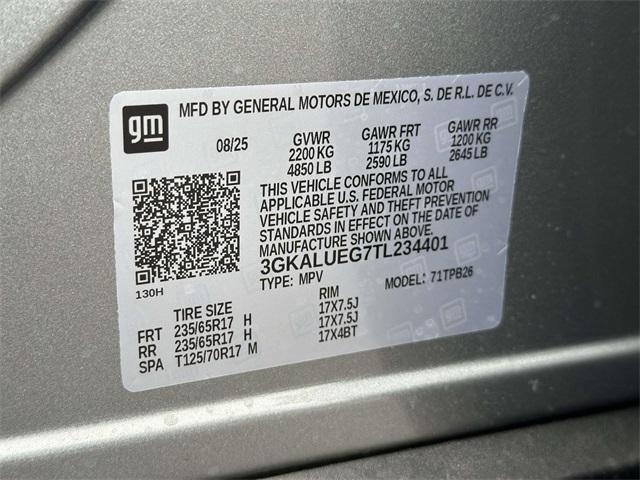 gm MFD BY GENERAL MOTORS DE MEXICO, S. DE R.L. DE C.V.
08/25 GVWR GAWR FRT GAWR RR
2200 KG 1175 KG 1200 KG
4850 LB 2590 LB 2645 LB
THIS VEHICLE CONFORMS TO ALL
APPLICABLE U.S. FEDERAL MOTOR
VEHICLE SAFETY AND THEFT PREVENTION
STANDARDS IN EFFECT ON THE DATE OF
MANUFACTURE SHOWN ABOVE.
3GKALUEG7TL234401
TYPE: MPV MODEL: 71TPB26
130H
TIRE SIZE RIM
FRT 235/65R17 H 17X7.5J
RR 235/65R17 H 17X7.5J
SPA T125/70R17 M 17X4BT